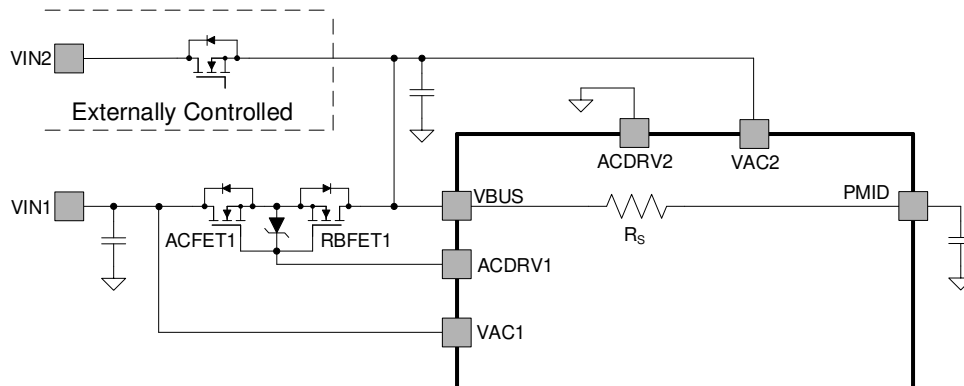 VIN2
Externally Controlled
ACDRV2
VAC2
VIN1
VBUS
PMID
ACFET1
RBFET1
RS
ACDRV1
VAC1